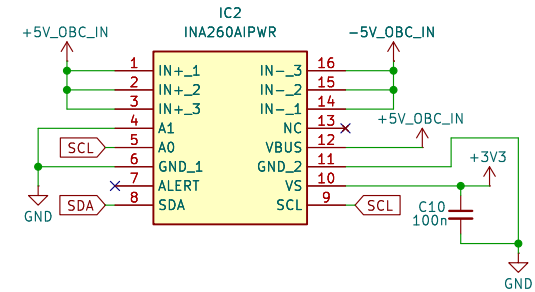 IC2
INA260AIPWR
+5V_OBC_IN
-5V_OBC_IN
1 IN+_1 IN-_3 16
2 IN+_2 IN-_2 15
3 IN+_3 IN-_1 14
4 A1 NC 13
+5V_OBC_IN
SCL 5 A0 VBUS 12
6 GND_1 GND_2 11
+3V3
7 ALERT VS 10
SDA 8 SDA SCL 9 SCL
GND
C10
100n
GND